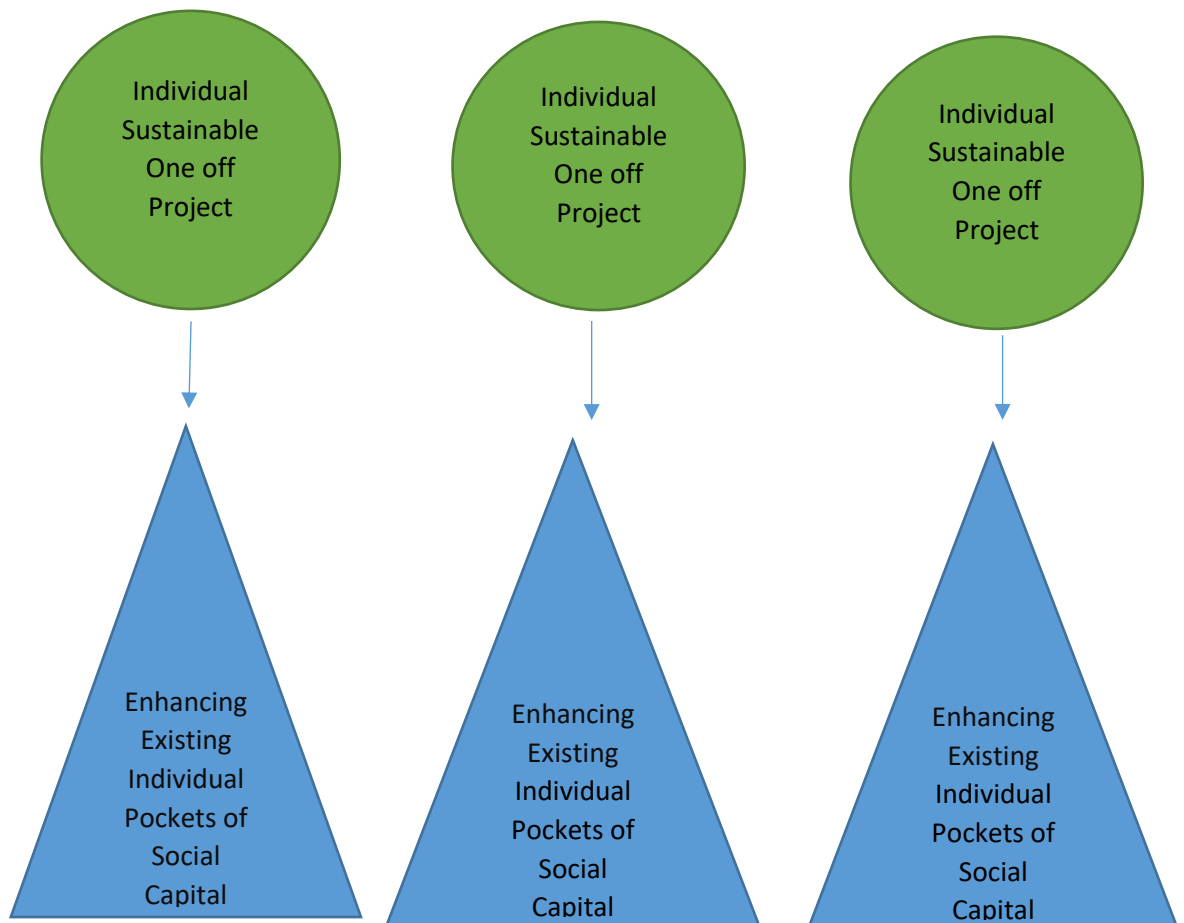 Individual
Sustainable
One off
Project
Individual
Sustainable
One off
Project
Individual
Sustainable
One off
Project
Enhancing
Existing
Individual
Pockets of
Social
Capital
Enhancing
Existing
Individual
Pockets of
Social
Capital
Enhancing
Existing
Individual
Pockets of
Social
Capital